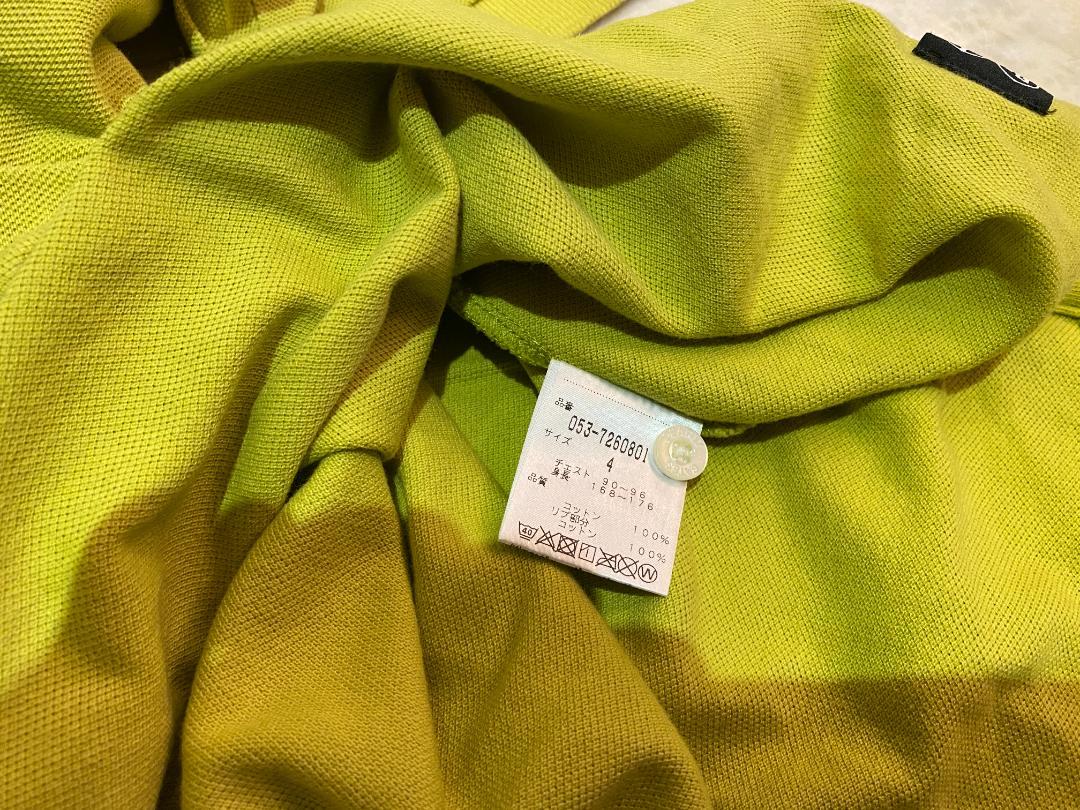 品番
053-7260801
サイズ
4
チェスト 90～96
身長 168～176
品質
コットン 100%
リブ部分
コットン 100%
40
W